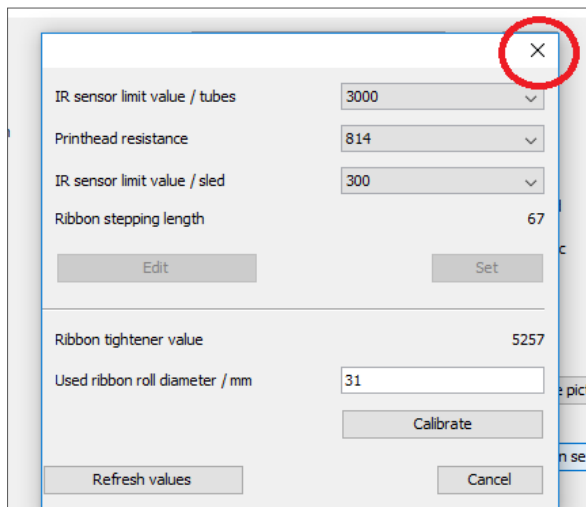 IR sensor limit value / tubes 3000
Printhead resistance 814
IR sensor limit value / sled 300
Ribbon stepping length 67
Edit Set
Ribbon tightener value 5257
Used ribbon roll diameter / mm 31
Calibrate
Refresh values Cancel